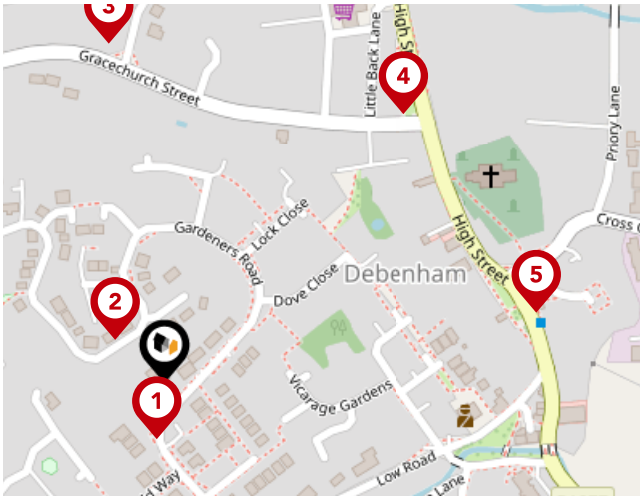 3
High St
Little Back Lane
4
Gracechurch Street
Priory Lane
Cross
Gardeners Road
Lock Close
High Street
Debenham
Dove Close
5
2
1
Vicarage Gardens
Low Road
Way
Lane